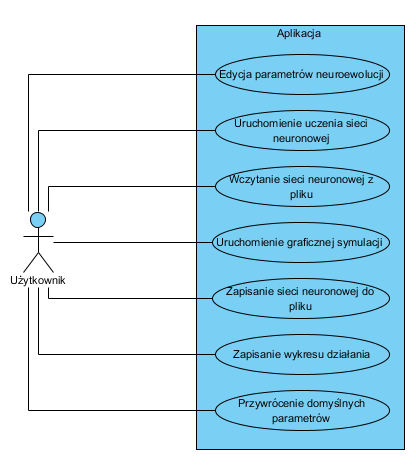 Aplikacja
Edycja parametrów neuroewolucji
Uruchomienie uczenia sieci
neuronowej
Wczytanie sieci neuronowej z
pliku
Uruchomienie graficznej symulacji
Użytkownik
Zapisanie sieci neuronowej do
pliku
Zapisanie wykresu działania
Przywrócenie domyślnych
parametrów